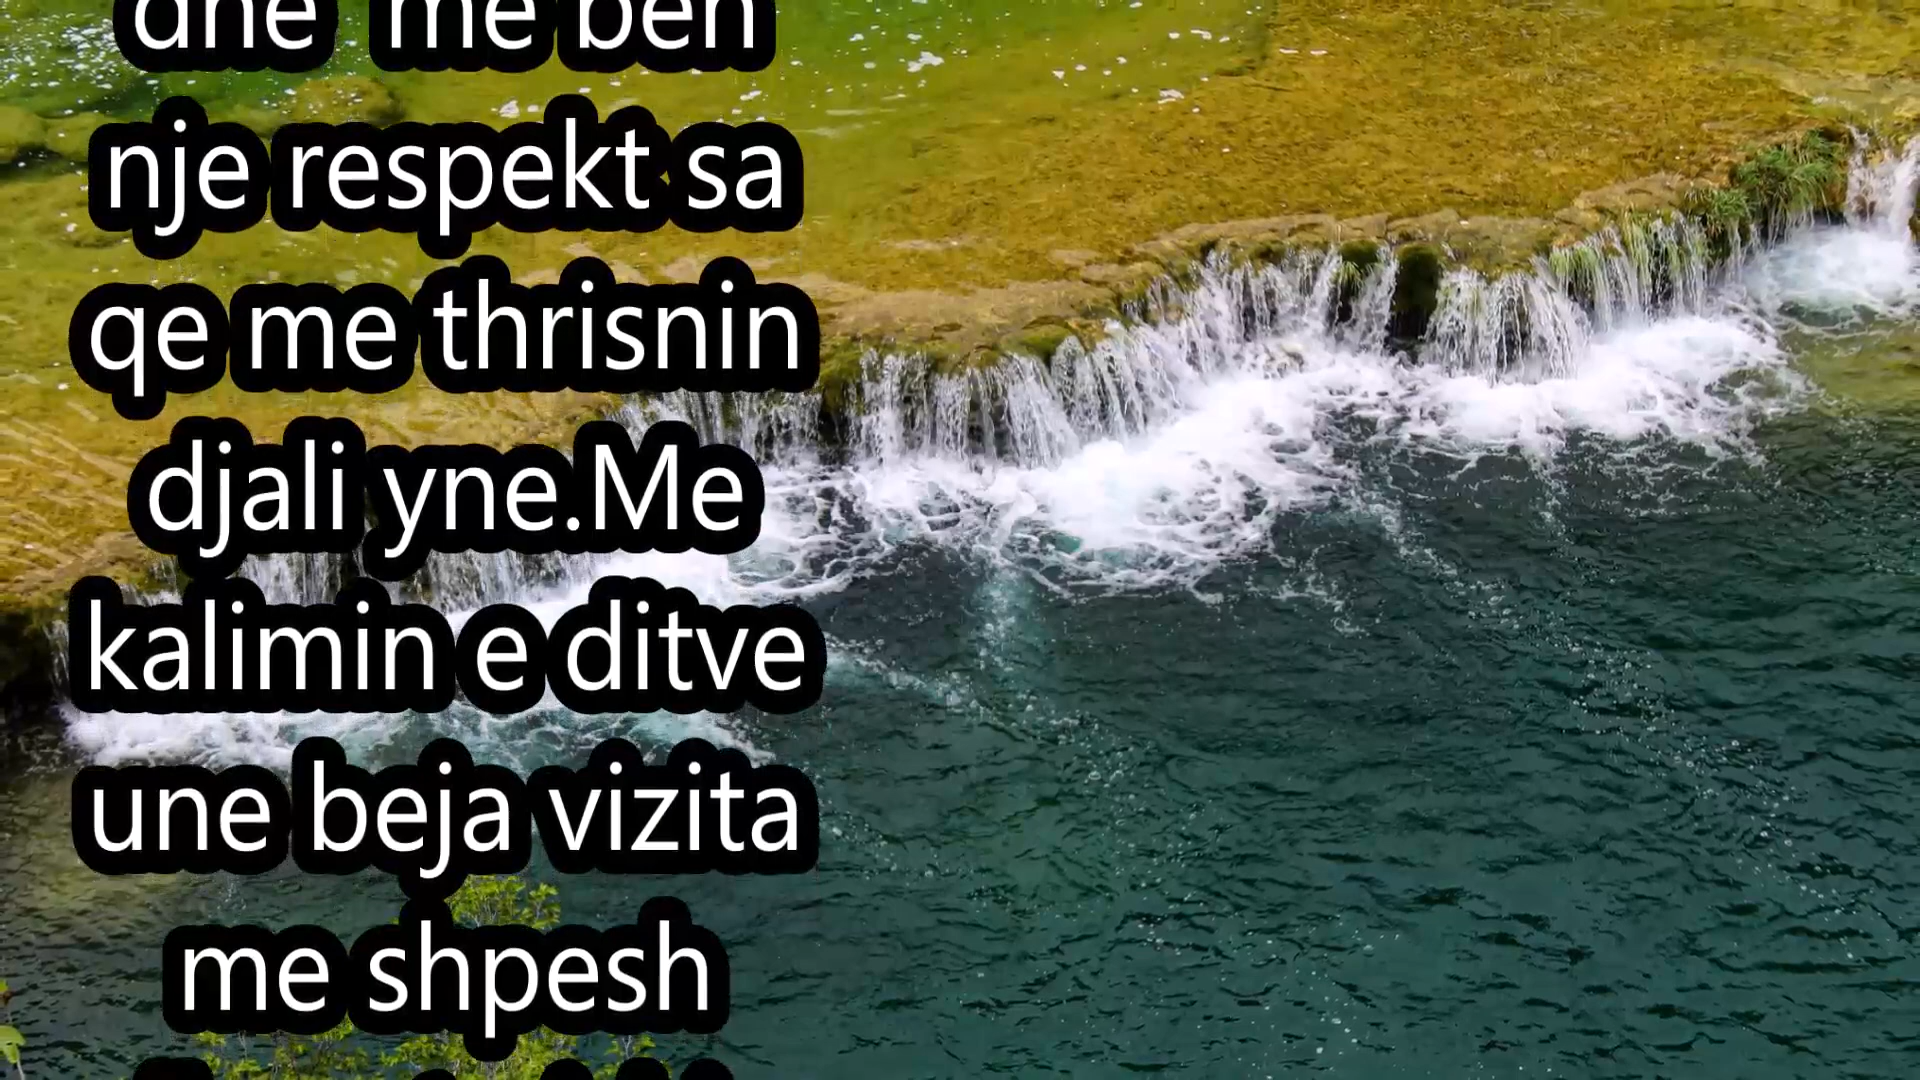 dhe me ben
nje respekt sa
qe me thrisnin
djali yne.Me
kalimin e ditve
une beja vizita
me shpesh